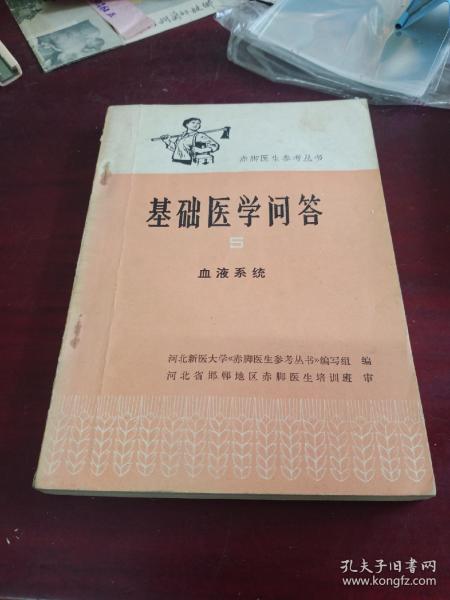 赤脚医生参考丛书
基础医学问答
5
血液系统
河北新医大学《赤脚医生参考丛书》编写组 编
河北省邯郸地区赤脚医生培训班 审
孔夫子旧书网
www.kongfz.com